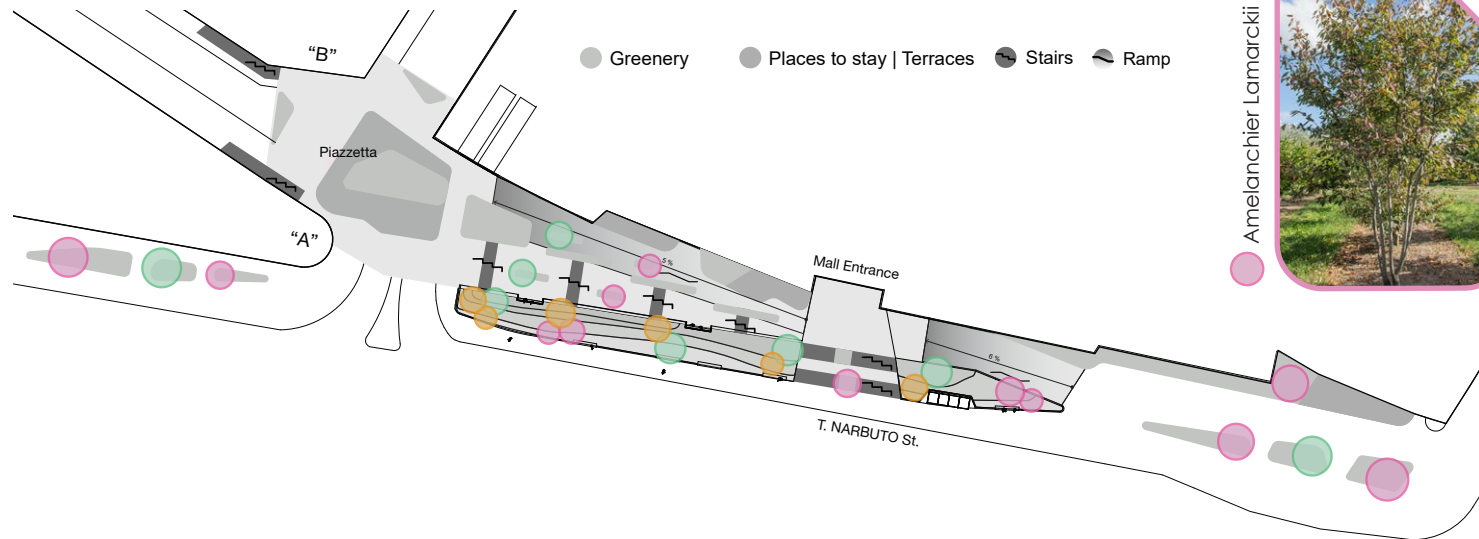 “B”
Greenery
Places to stay | Terraces
Stairs
Ramp
Amelanchier Lamarckii
Piazzetta
“A”
5 %
Mall Entrance
6 %
T. NARBUTO St.